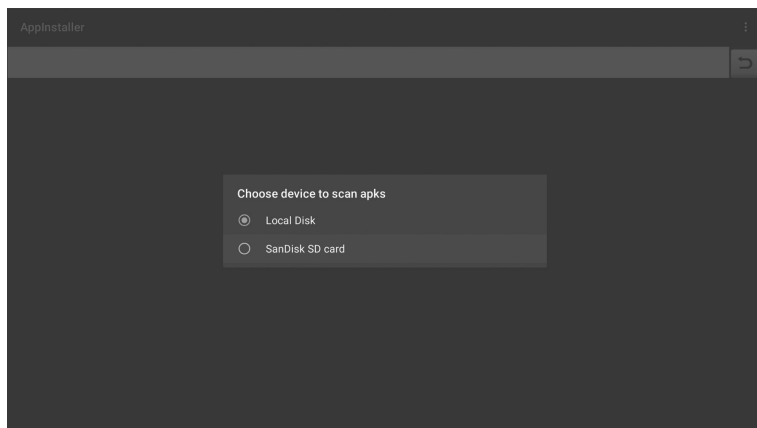 AppInstaller
Choose device to scan apks
Local Disk
SanDisk SD card